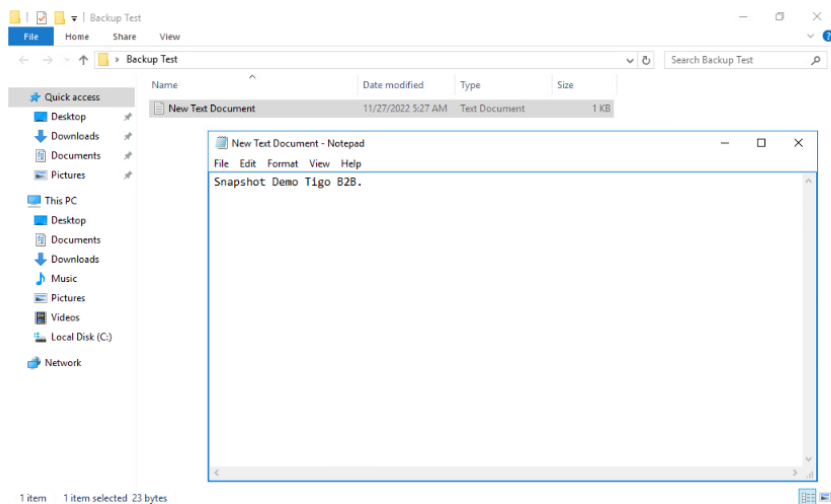 Backup Test
File Home Share View
Backup Test
Search Backup Test
Name Date modified Type Size
New Text Document 11/27/2022 5:27 AM Text Document 1 KB
Quick access
Desktop
Downloads
Documents
Pictures
This PC
Desktop
Documents
Downloads
Music
Pictures
Videos
Local Disk (C:)
Network
New Text Document - Notepad
File Edit Format View Help
Snapshot Demo Tigo B2B.
1 item 1 item selected 23 bytes